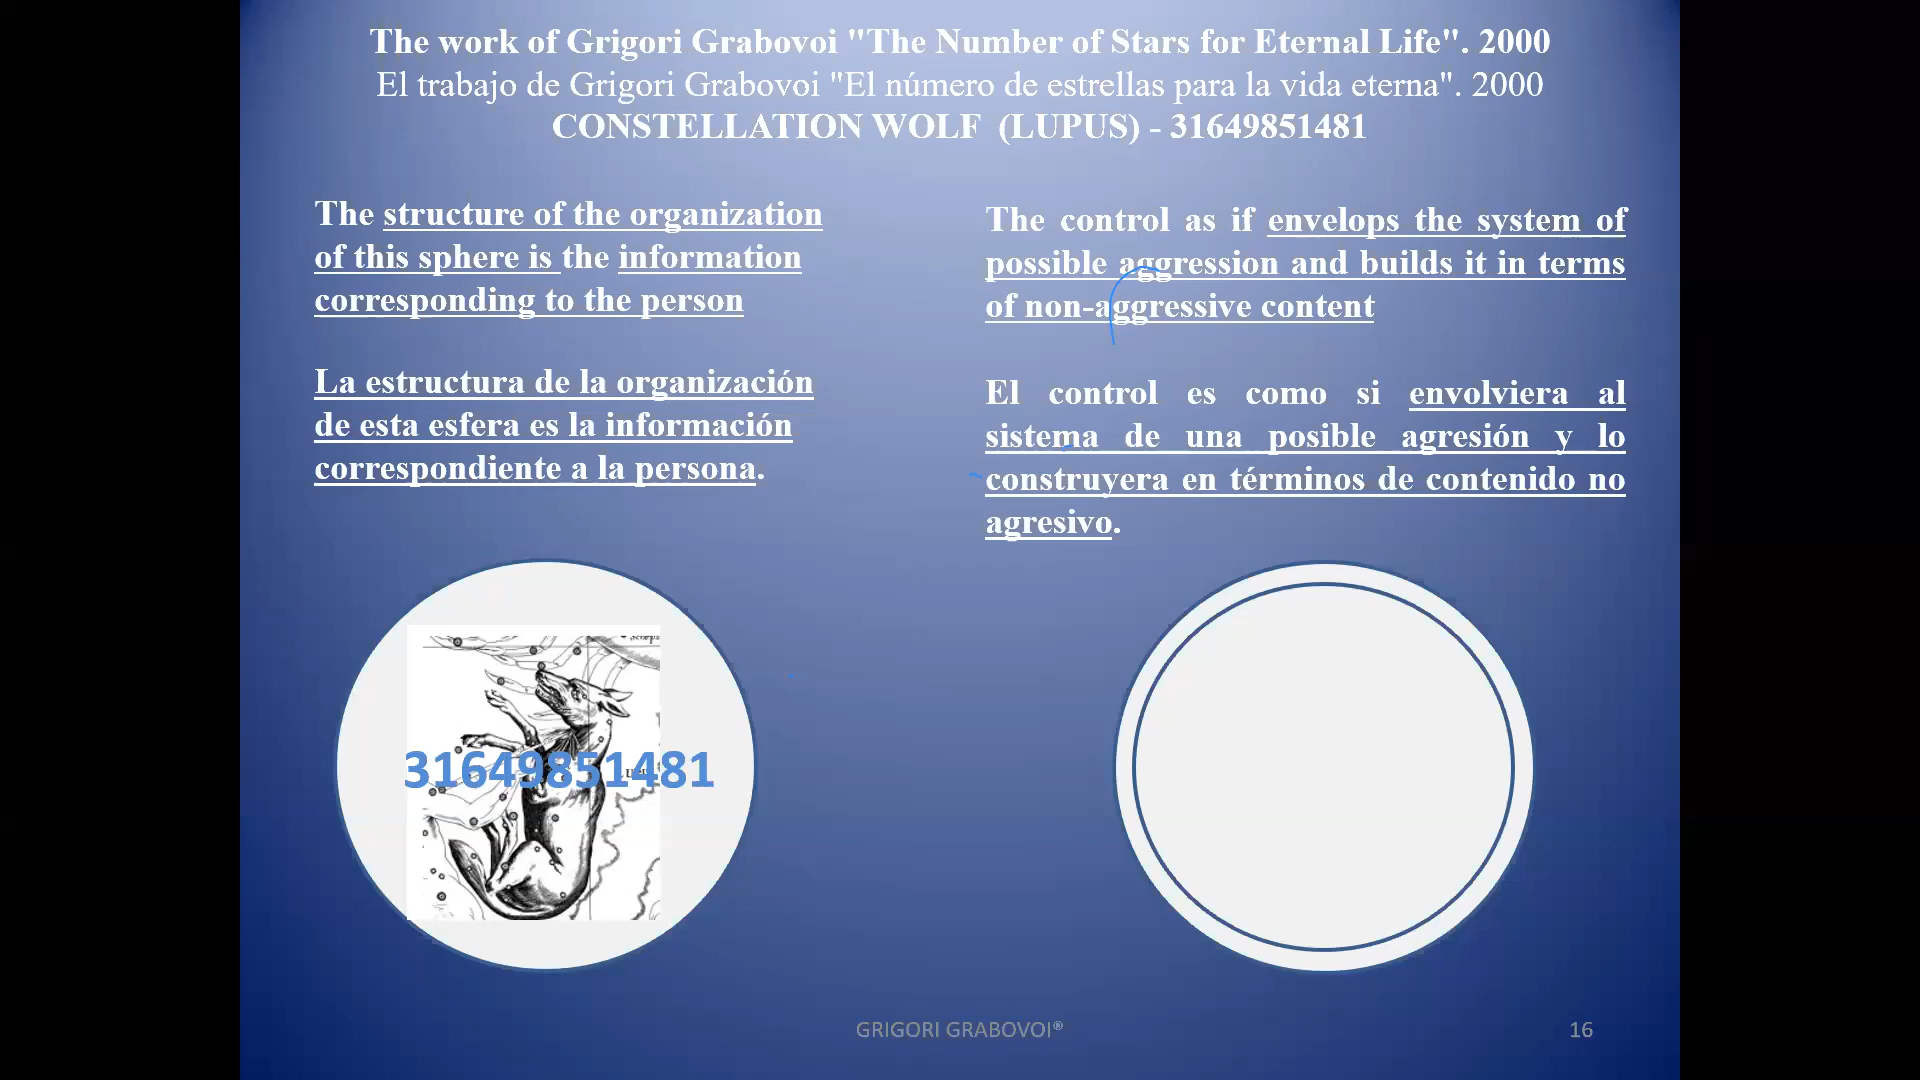 The work of Grigori Grabovoi "The Number of Stars for Eternal Life". 2000
El trabajo de Grigori Grabovoi "El número de estrellas para la vida eterna". 2000
CONSTELLATION WOLF (LUPUS) - 31649851481
The structure of the organization
of this sphere is the information
corresponding to the person
La estructura de la organización
de esta esfera es la información
correspondiente a la persona.
The control as if envelops the system of
possible aggression and builds it in terms
of non-aggressive content
El control es como si envolviera al
sistema de una posible agresión y lo
construyera en términos de contenido no
agresivo.
31649851481
GRIGORI GRABOVOI®
16